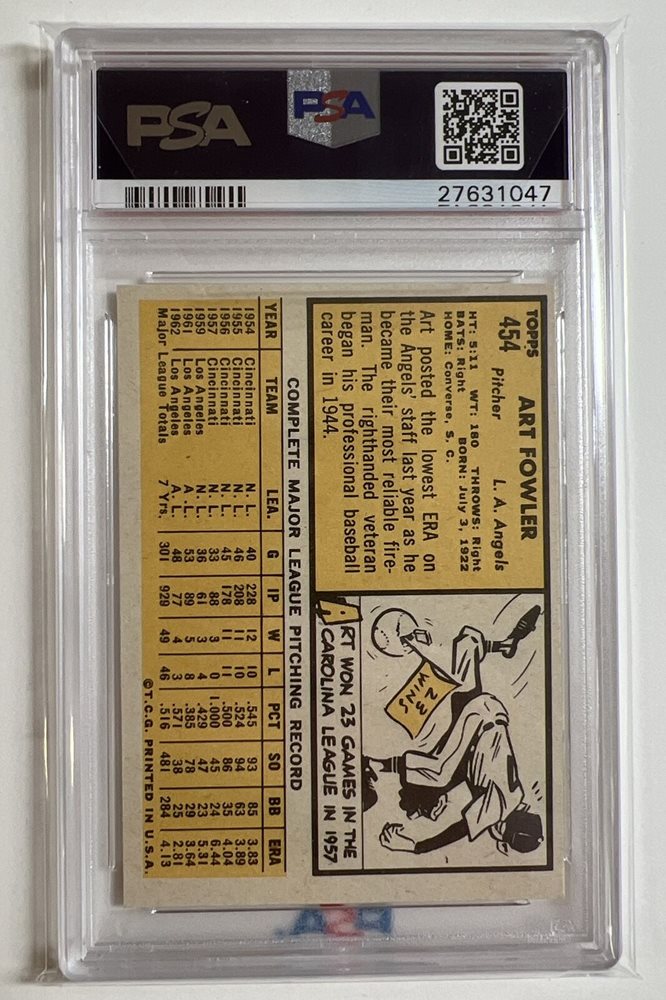 PSA
PSA
27631047
TOPPS
454
ART FOWLER
Pitcher L. A. Angels
HT: 5:11 WT: 180 THROWS: Right
BATS: Right BORN: July 3, 1922
HOME: Converse, S. C.
Art posted the lowest ERA on
the Angels' staff last year as he
became their most reliable fire-
man. The righthanded veteran
began his professional baseball
career in 1944.
23
WINS
ART WON 23 GAMES IN THE
CAROLINA LEAGUE IN 1957
COMPLETE MAJOR LEAGUE PITCHING RECORD
YEAR TEAM LEA. G IP W L PCT SO BB ERA
1954 Cincinnati N. L. 40 228 12 10 .545 93 85 3.83
1955 Cincinnati N. L. 46 208 11 10 .524 94 63 3.89
1956 Cincinnati N. L. 45 178 11 11 .500 86 35 4.04
1957 Cincinnati N. L. 33 88 3 0 1.000 45 24 6.44
1959 Los Angeles N. L. 36 61 3 4 .429 47 23 5.31
1961 Los Angeles A. L. 53 89 5 8 .385 78 29 3.64
1962 Los Angeles A. L. 48 77 4 3 .571 38 25 2.81
Major League Totals 7 Yrs. 301 929 49 46 .516 481 284 4.13
©T.C.G. PRINTED IN U.S.A.